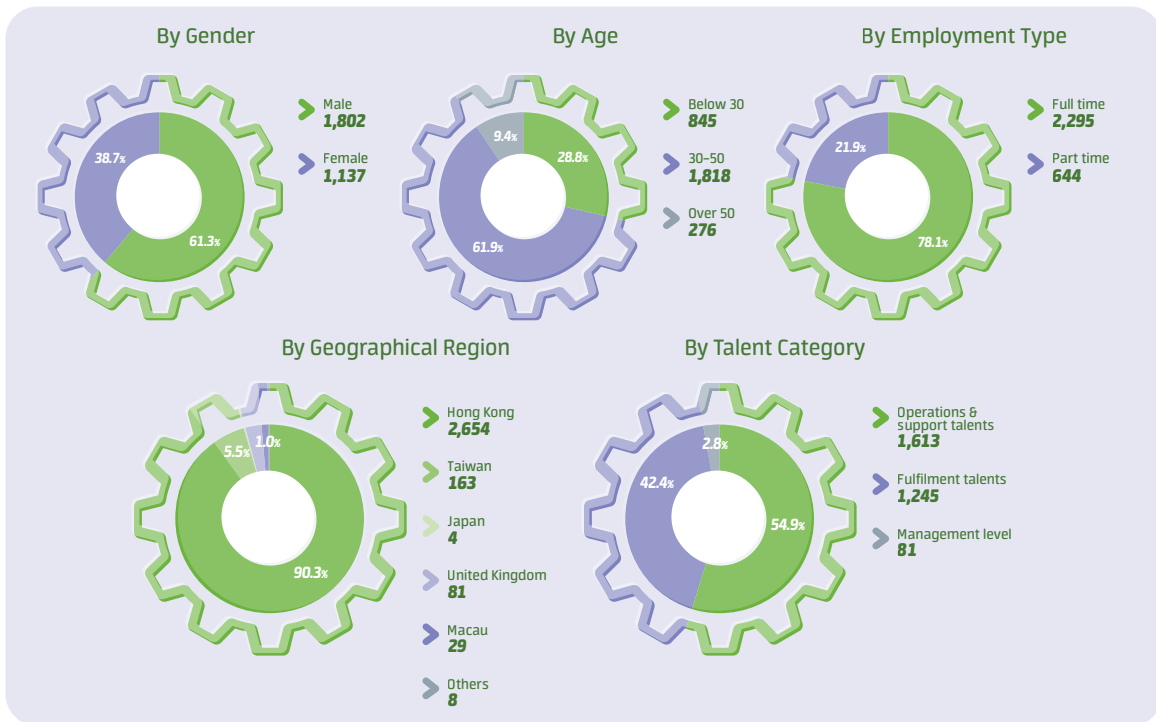 By Gender
38.7%
61.3%
Male
1,802
Female
1,137
By Age
9.4%
28.8%
61.9%
Below 30
845
30–50
1,818
Over 50
276
By Employment Type
21.9%
78.1%
Full time
2,295
Part time
644
By Geographical Region
5.5%
1.0%
90.3%
Hong Kong
2,654
Taiwan
163
Japan
4
United Kingdom
81
Macau
29
Others
8
By Talent Category
2.8%
42.4%
54.9%
Operations &
support talents
1,613
Fulfilment talents
1,245
Management level
81